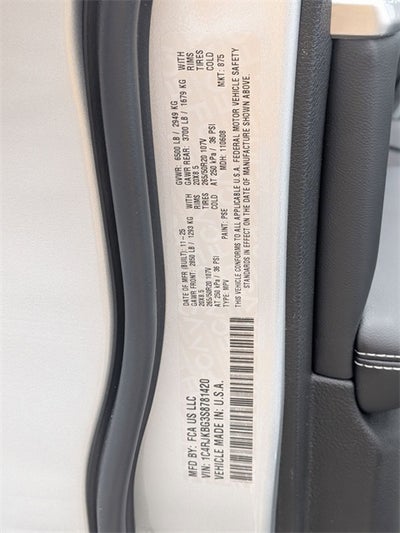 MFD BY: FCA US LLC
VIN: 1C4RJKBG3S8781420
VEHICLE MADE IN: U.S.A.
DATE OF MFR (BUILT): 11-25 GVWR: 6500 LB / 2949 KG
GAWR FRONT: 2850 LB / 1293 KG WITH GAWR REAR: 3700 LB / 1679 KG WITH
20X8.5 RIMS 20X8.5 RIMS
265/50R20 107V TIRES 265/50R20 107V TIRES
AT 250 kPa / 36 PSI COLD AT 250 kPa / 36 PSI COLD
TYPE: MPV PAINT: PSE MDH: 110608 MKT: 875
THIS VEHICLE CONFORMS TO ALL APPLICABLE U.S.A. FEDERAL MOTOR VEHICLE SAFETY
STANDARDS IN EFFECT ON THE DATE OF MANUFACTURE SHOWN ABOVE.